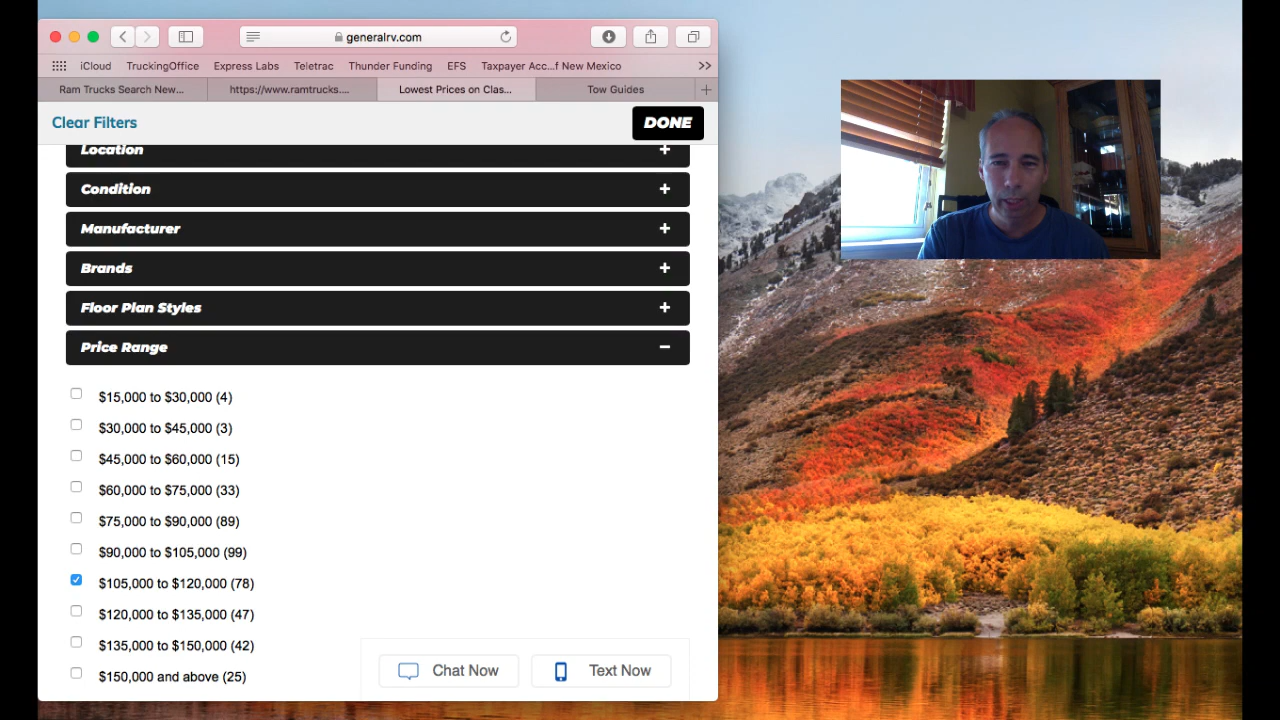 generalrv.com
iCloud TruckingOffice Express Labs Teletrac Thunder Funding EFS Taxpayer Acc...f New Mexico >>
Ram Trucks Search New... https://www.ramtrucks.... Lowest Prices on Clas... Tow Guides +
Clear Filters DONE
Location +
Condition +
Manufacturer +
Brands +
Floor Plan Styles +
Price Range −
$15,000 to $30,000 (4)
$30,000 to $45,000 (3)
$45,000 to $60,000 (15)
$60,000 to $75,000 (33)
$75,000 to $90,000 (89)
$90,000 to $105,000 (99)
$105,000 to $120,000 (78)
$120,000 to $135,000 (47)
$135,000 to $150,000 (42)
$150,000 and above (25)
Chat Now Text Now